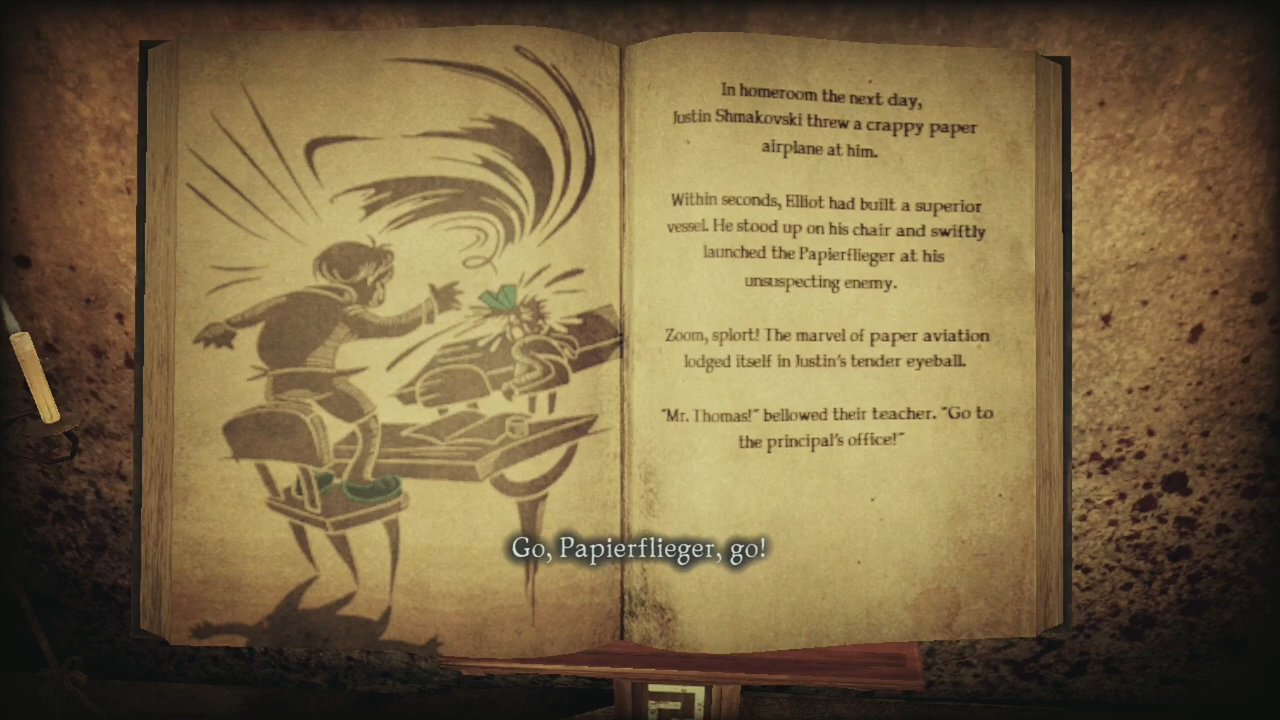 In homeroom the next day,
Justin Shmakovski threw a crappy paper
airplane at him.
Within seconds, Elliot had built a superior
vessel. He stood up on his chair and swiftly
launched the Papierflieger at his
unsuspecting enemy.
Zoom, splort! The marvel of paper aviation
lodged itself in Justin's tender eyeball.
"Mr. Thomas!" bellowed their teacher. "Go to
the principal's office!"
Go, Papierflieger, go!